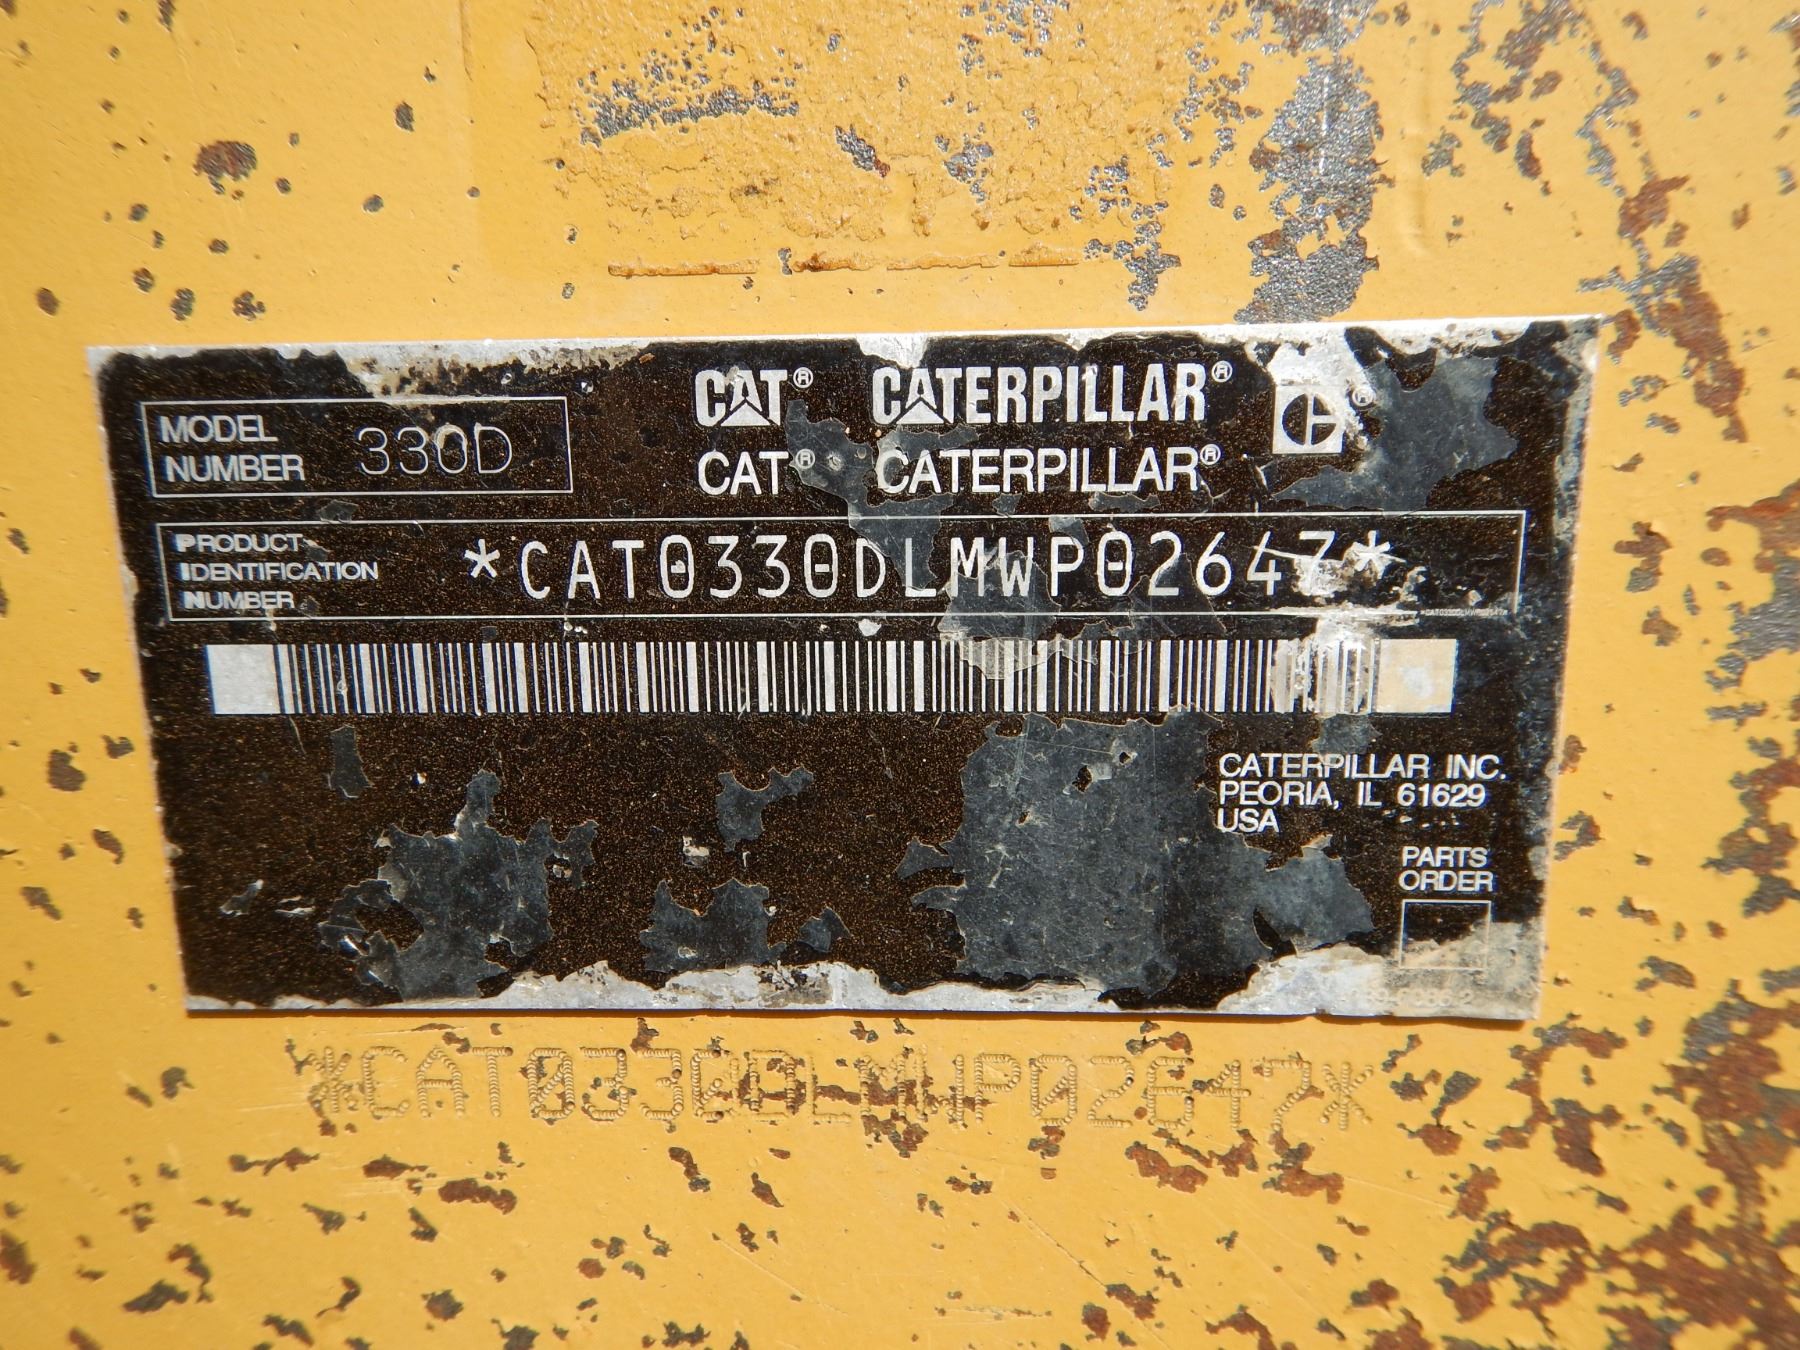 CAT® CATERPILLAR® ®
MODEL NUMBER 330D
CAT® CATERPILLAR®
PRODUCT IDENTIFICATION NUMBER
*CAT0330DLMWP02647*
*CAT0330DLMWP02647*
CATERPILLAR INC.
PEORIA, IL 61629
USA
PARTS
ORDER
*CAT0330DLMWP02647*